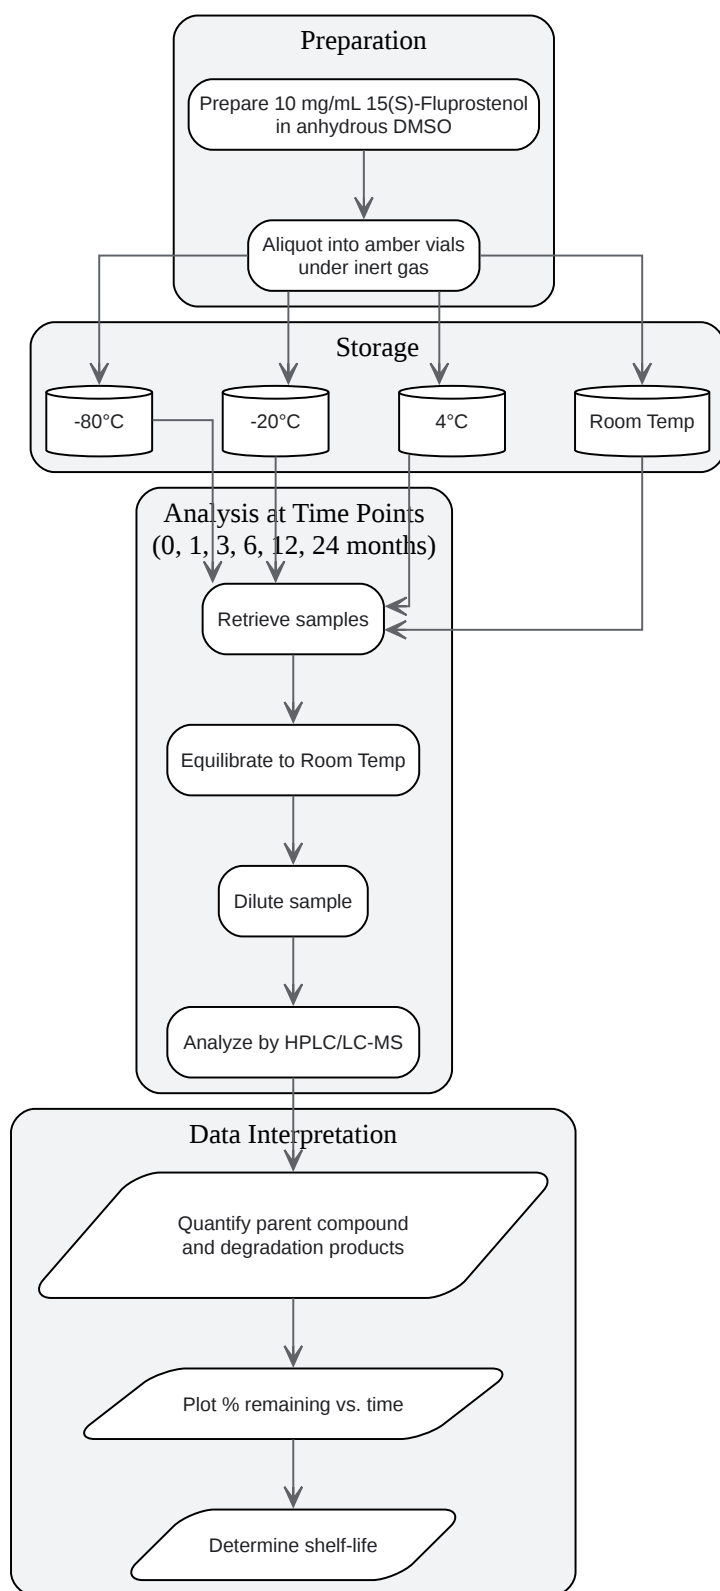 Preparation
Prepare 10 mg/mL 15(S)-Fluprostenol
in anhydrous DMSO
Aliquot into amber vials
under inert gas
Storage
-80°C
-20°C
4°C
Room Temp
Analysis at Time Points
(0, 1, 3, 6, 12, 24 months)
Retrieve samples
Equilibrate to Room Temp
Dilute sample
Analyze by HPLC/LC-MS
Data Interpretation
Quantify parent compound
and degradation products
Plot % remaining vs. time
Determine shelf-life